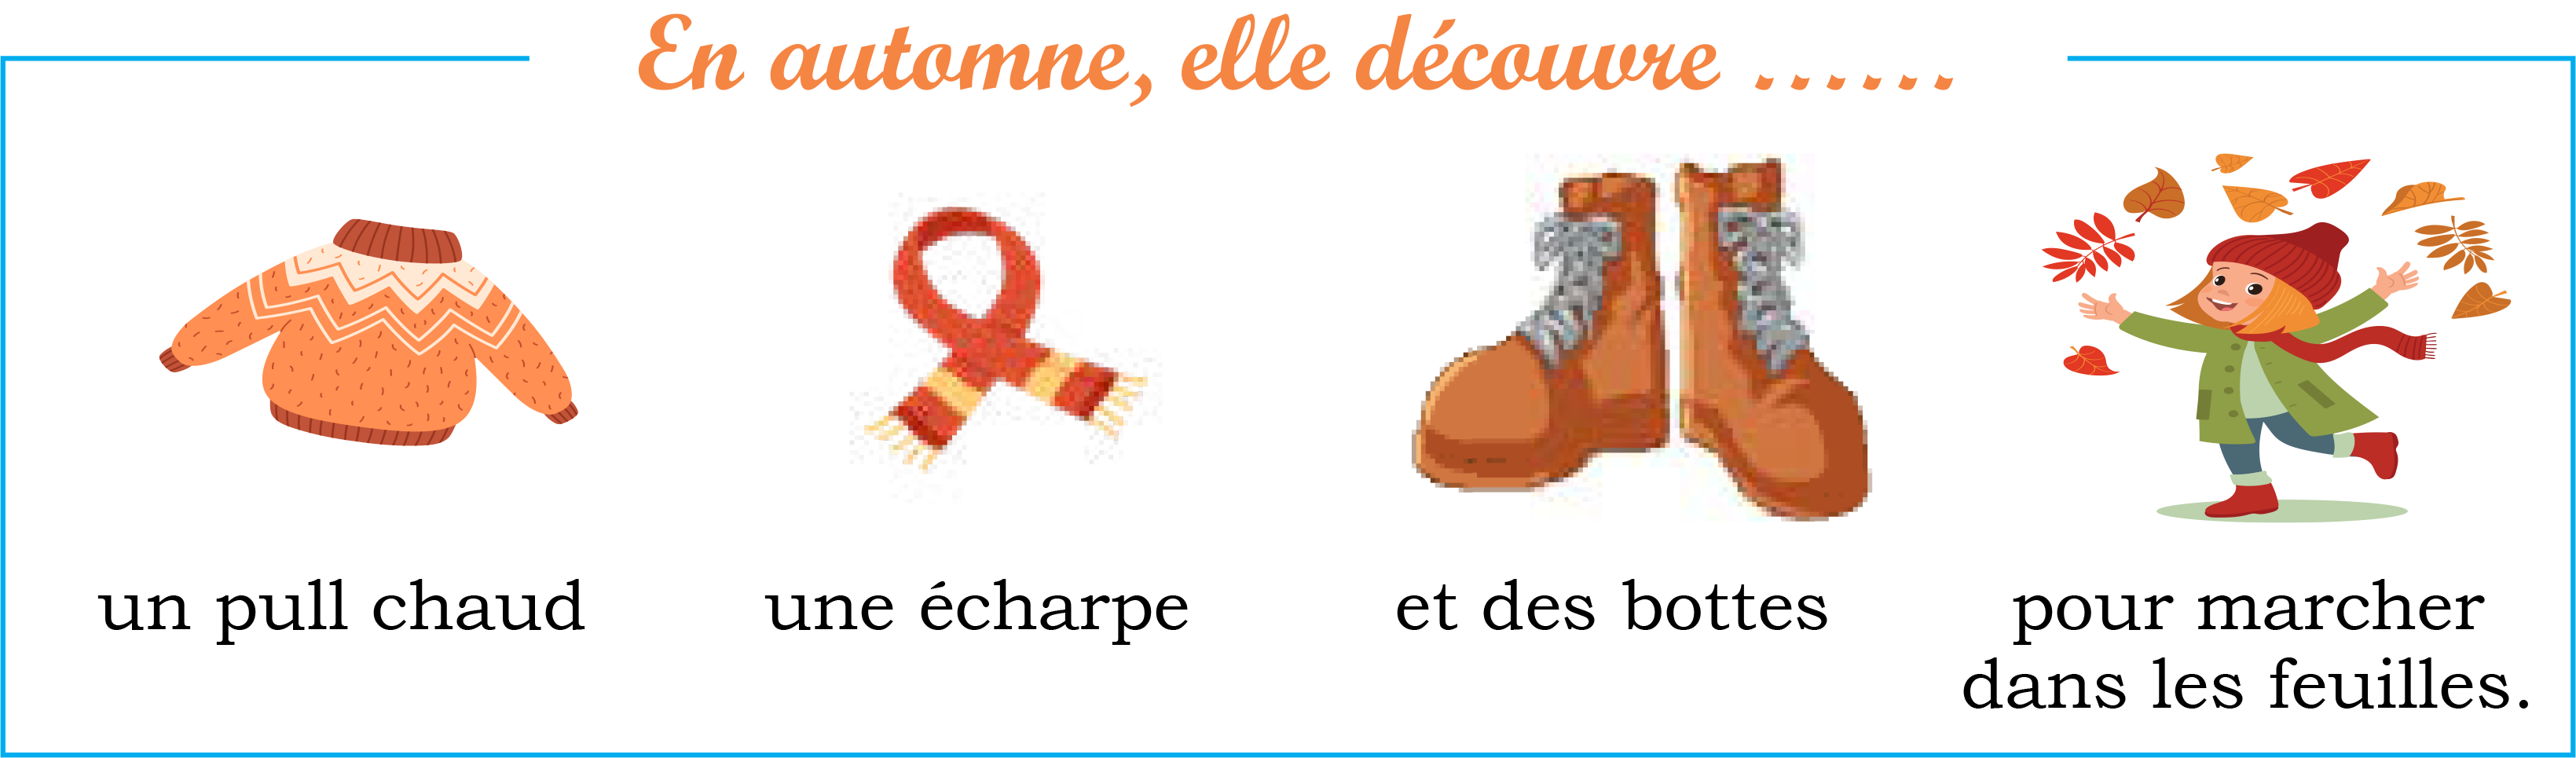 En automne, elle découvre ......
un pull chaud
une écharpe
et des bottes
pour marcher
dans les feuilles.